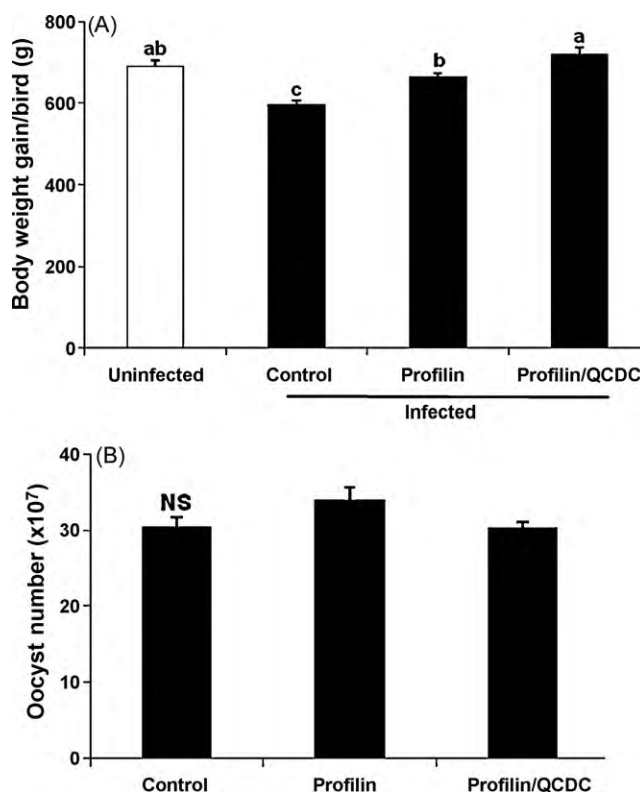 (A)
Body weight gain/bird (g)
800
600
400
200
0
ab
c
b
a
Uninfected
Control
Profilin
Profilin/QCDC
Infected
(B)
Oocyst number (x10⁷)
40
30
20
10
0
NS
Control
Profilin
Profilin/QCDC